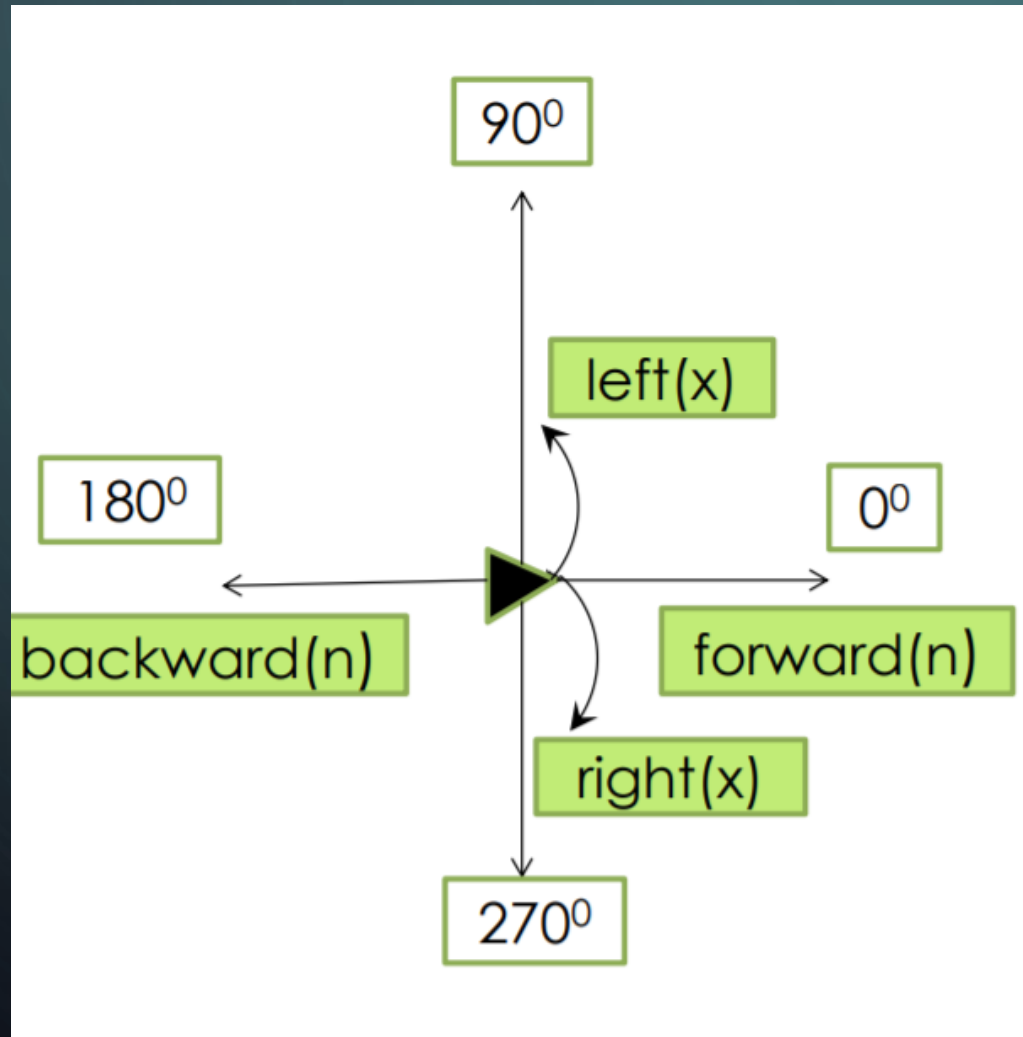 90⁰
left(x)
180⁰
0⁰
backward(n)
forward(n)
right(x)
270⁰